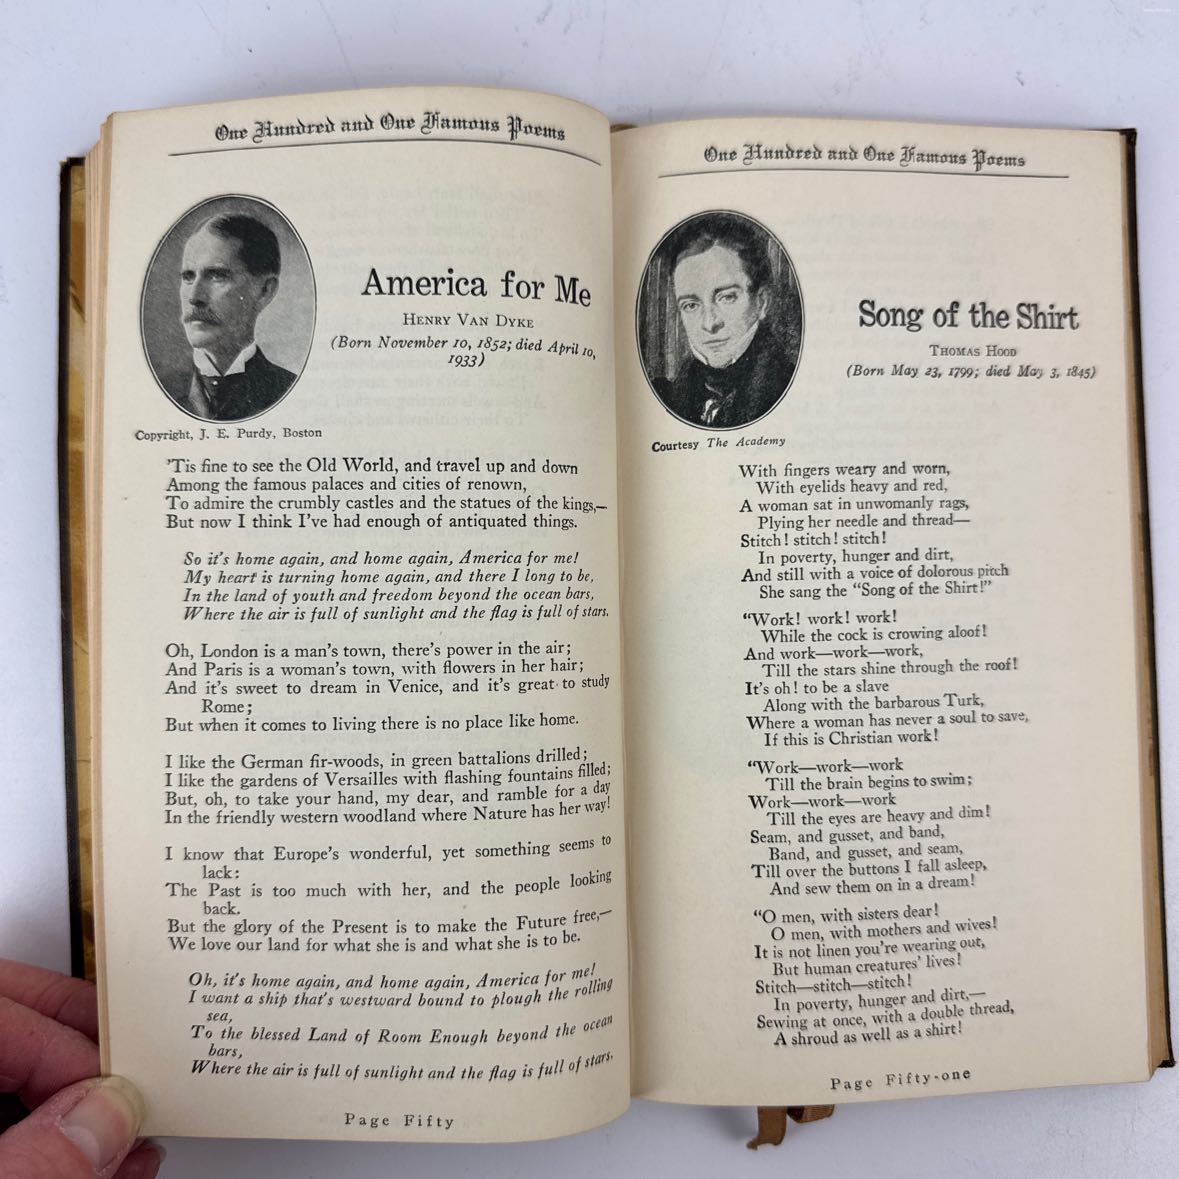 One Hundred and One Famous Poems
America for Me
HENRY VAN DYKE
(Born November 10, 1852; died April 10,
1933)
Copyright, J. E. Purdy, Boston
'Tis fine to see the Old World, and travel up and down
Among the famous palaces and cities of renown,
To admire the crumbly castles and the statues of the kings,—
But now I think I've had enough of antiquated things.
So it's home again, and home again, America for me!
My heart is turning home again, and there I long to be,
In the land of youth and freedom beyond the ocean bars,
Where the air is full of sunlight and the flag is full of stars.
Oh, London is a man's town, there's power in the air;
And Paris is a woman's town, with flowers in her hair;
And it's sweet to dream in Venice, and it's great to study
Rome;
But when it comes to living there is no place like home.
I like the German fir-woods, in green battalions drilled;
I like the gardens of Versailles with flashing fountains filled;
But, oh, to take your hand, my dear, and ramble for a day
In the friendly western woodland where Nature has her way!
I know that Europe's wonderful, yet something seems to
lack:
The Past is too much with her, and the people looking
back.
But the glory of the Present is to make the Future free,—
We love our land for what she is and what she is to be.
Oh, it's home again, and home again, America for me!
I want a ship that's westward bound to plough the rolling
sea,
To the blessed Land of Room Enough beyond the ocean
bars,
Where the air is full of sunlight and the flag is full of stars.
Page Fifty
One Hundred and One Famous Poems
Song of the Shirt
THOMAS HOOD
(Born May 23, 1799; died May 3, 1845)
Courtesy The Academy
With fingers weary and worn,
With eyelids heavy and red,
A woman sat in unwomanly rags,
Plying her needle and thread—
Stitch! stitch! stitch!
In poverty, hunger and dirt,
And still with a voice of dolorous pitch
She sang the "Song of the Shirt!"
"Work! work! work!
While the cock is crowing aloof!
And work—work—work,
Till the stars shine through the roof!
It's oh! to be a slave
Along with the barbarous Turk,
Where a woman has never a soul to save,
If this is Christian work!
"Work—work—work
Till the brain begins to swim;
Work—work—work
Till the eyes are heavy and dim!
Seam, and gusset, and band,
Band, and gusset, and seam,
Till over the buttons I fall asleep,
And sew them on in a dream!
"O men, with sisters dear!
O men, with mothers and wives!
It is not linen you're wearing out,
But human creatures' lives!
Stitch—stitch—stitch!
In poverty, hunger and dirt,—
Sewing at once, with a double thread,
A shroud as well as a shirt!
Page Fifty-one